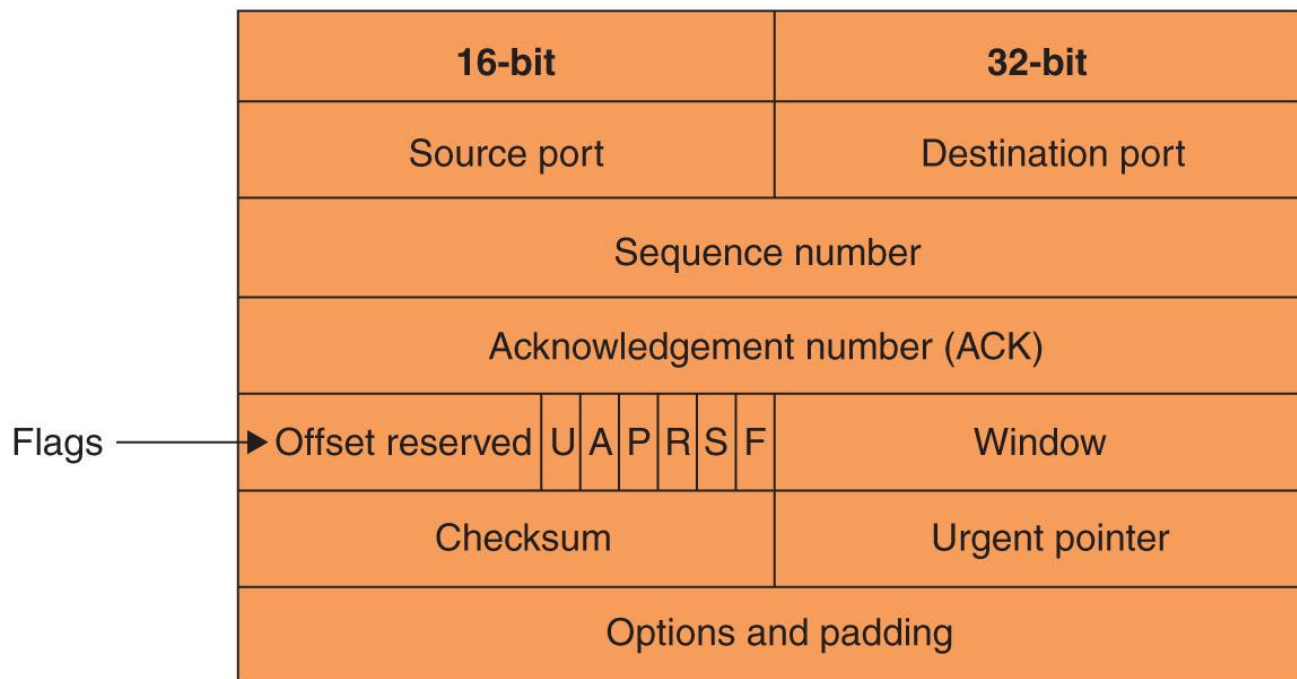 16-bit 32-bit
Source port Destination port
Sequence number
Acknowledgement number (ACK)
Flags Offset reserved U A P R S F Window
Checksum Urgent pointer
Options and padding